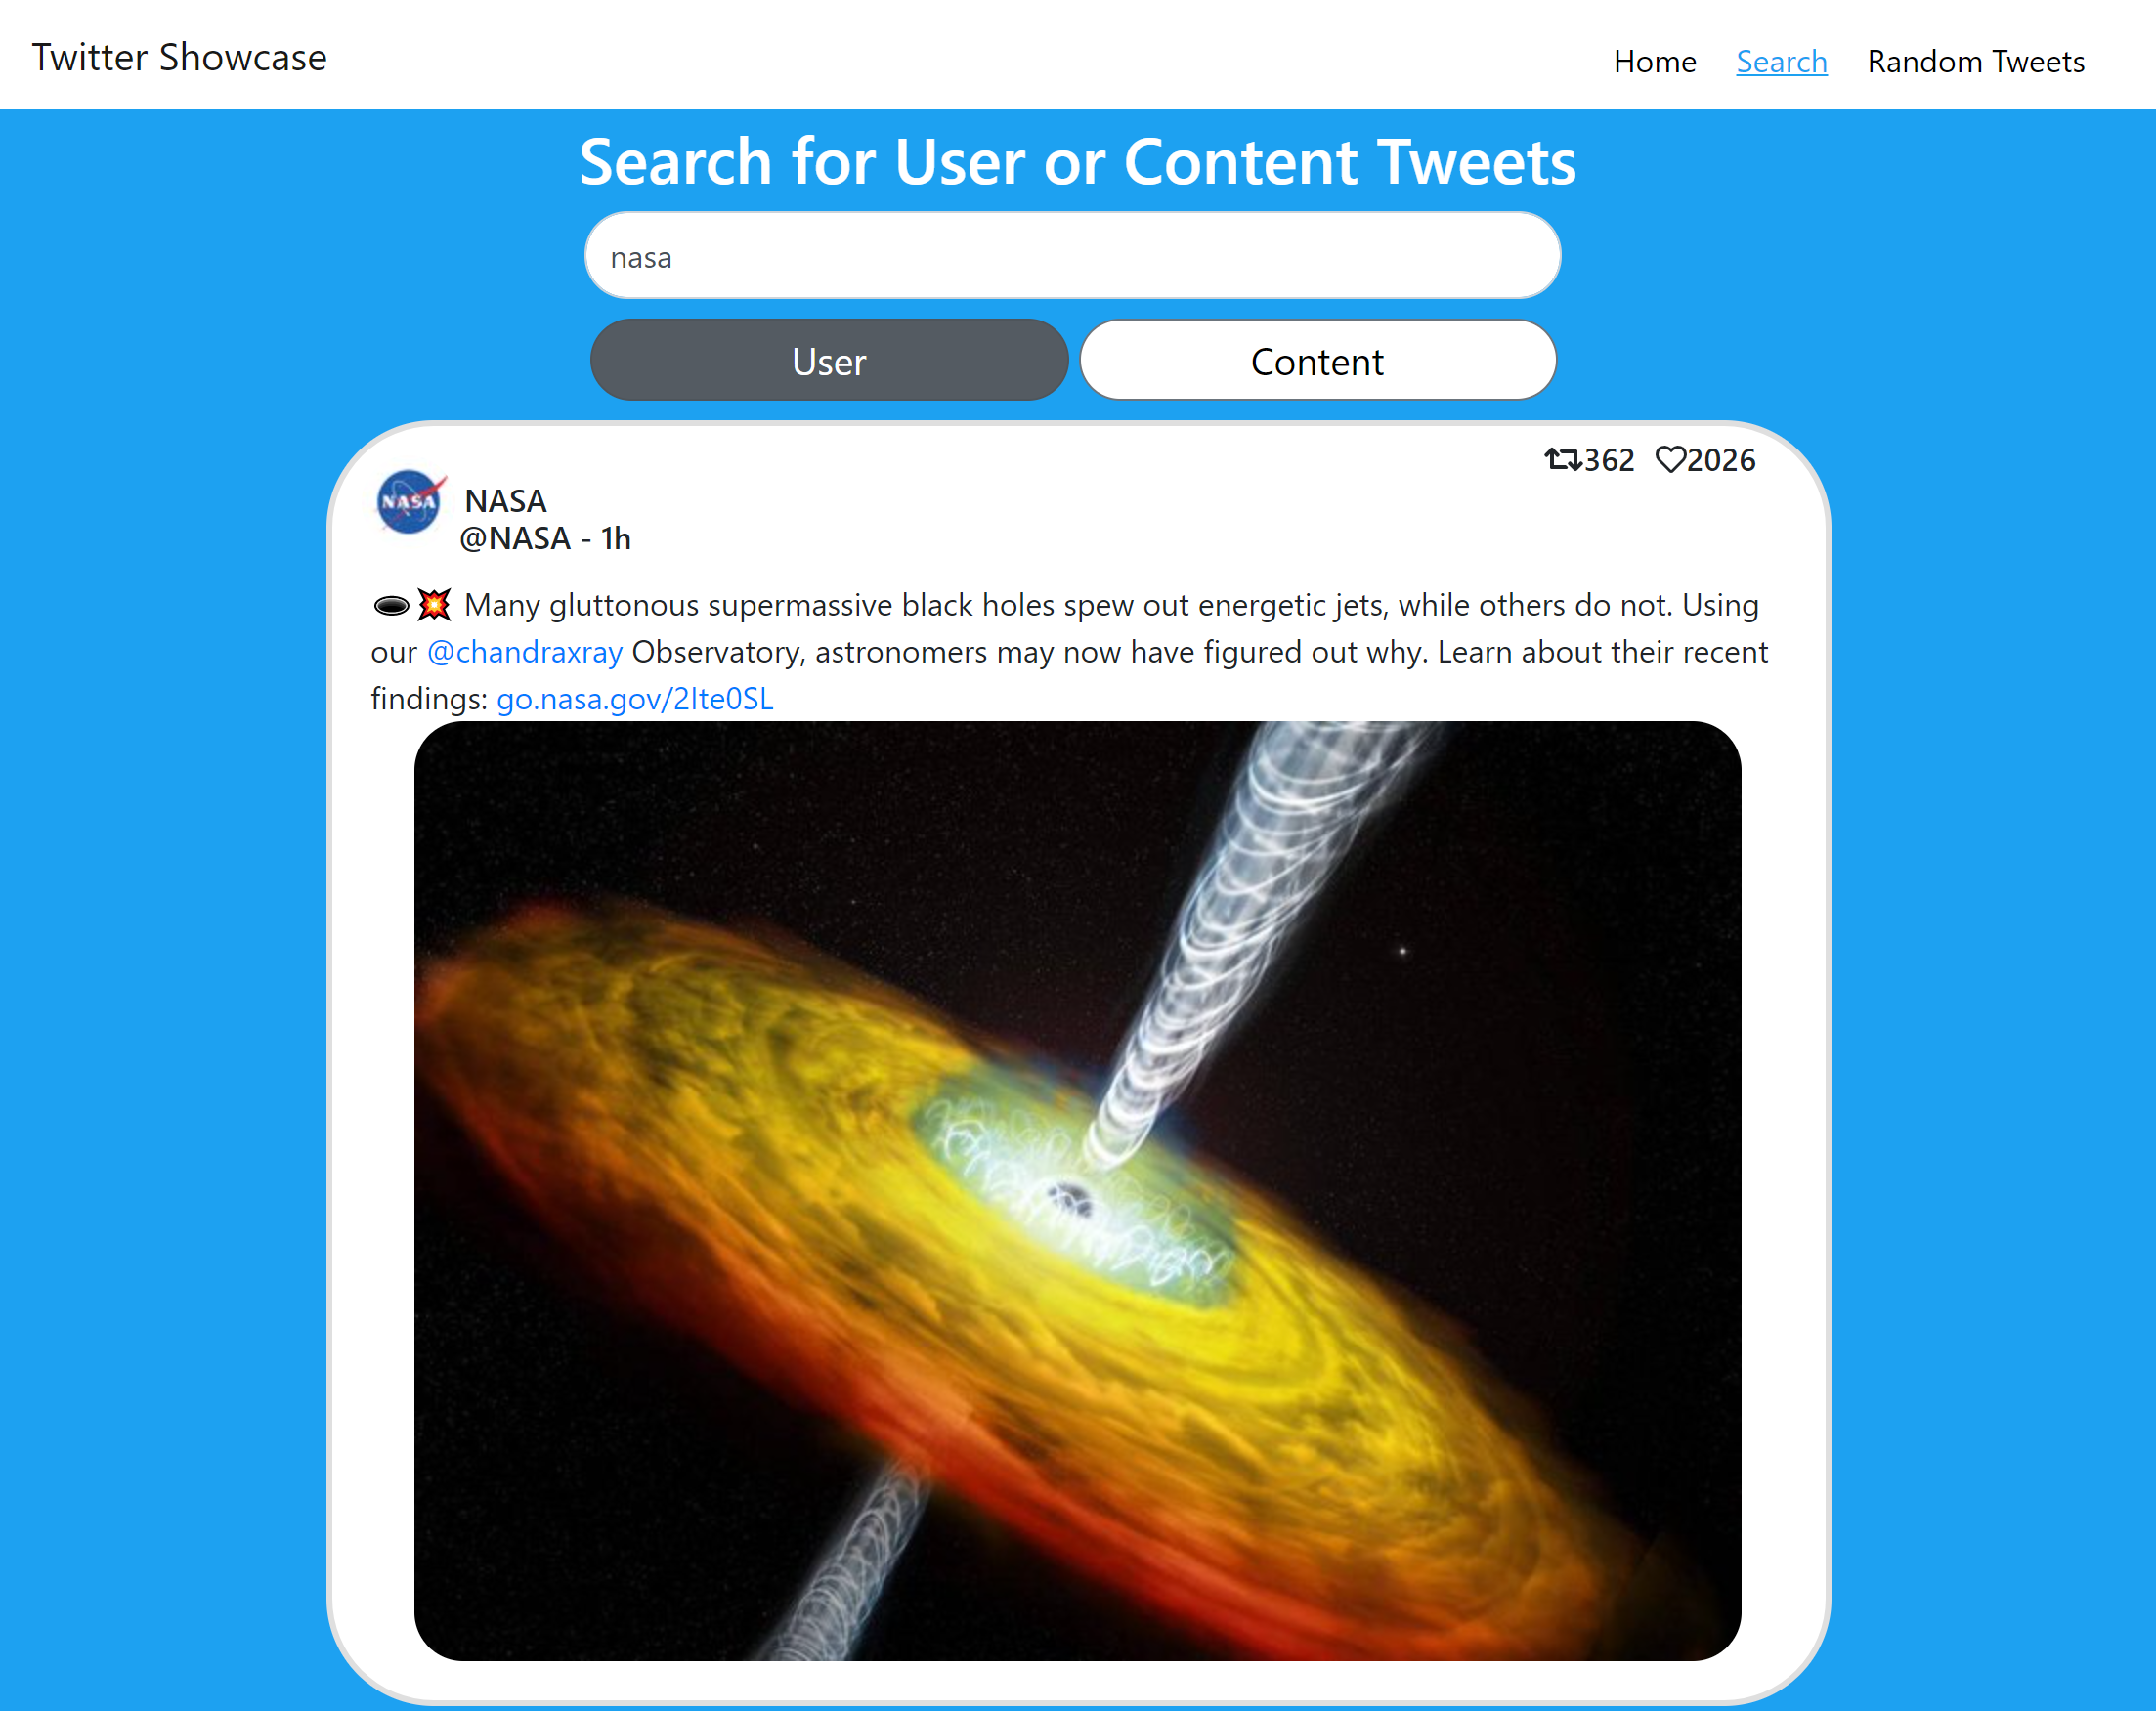 Twitter Showcase
Home Search Random Tweets
Search for User or Content Tweets
nasa
User Content
362 2026
NASA
NASA
@NASA - 1h
🕳️💥 Many gluttonous supermassive black holes spew out energetic jets, while others do not. Using
our @chandraxray Observatory, astronomers may now have figured out why. Learn about their recent
findings: go.nasa.gov/2Ite0SL